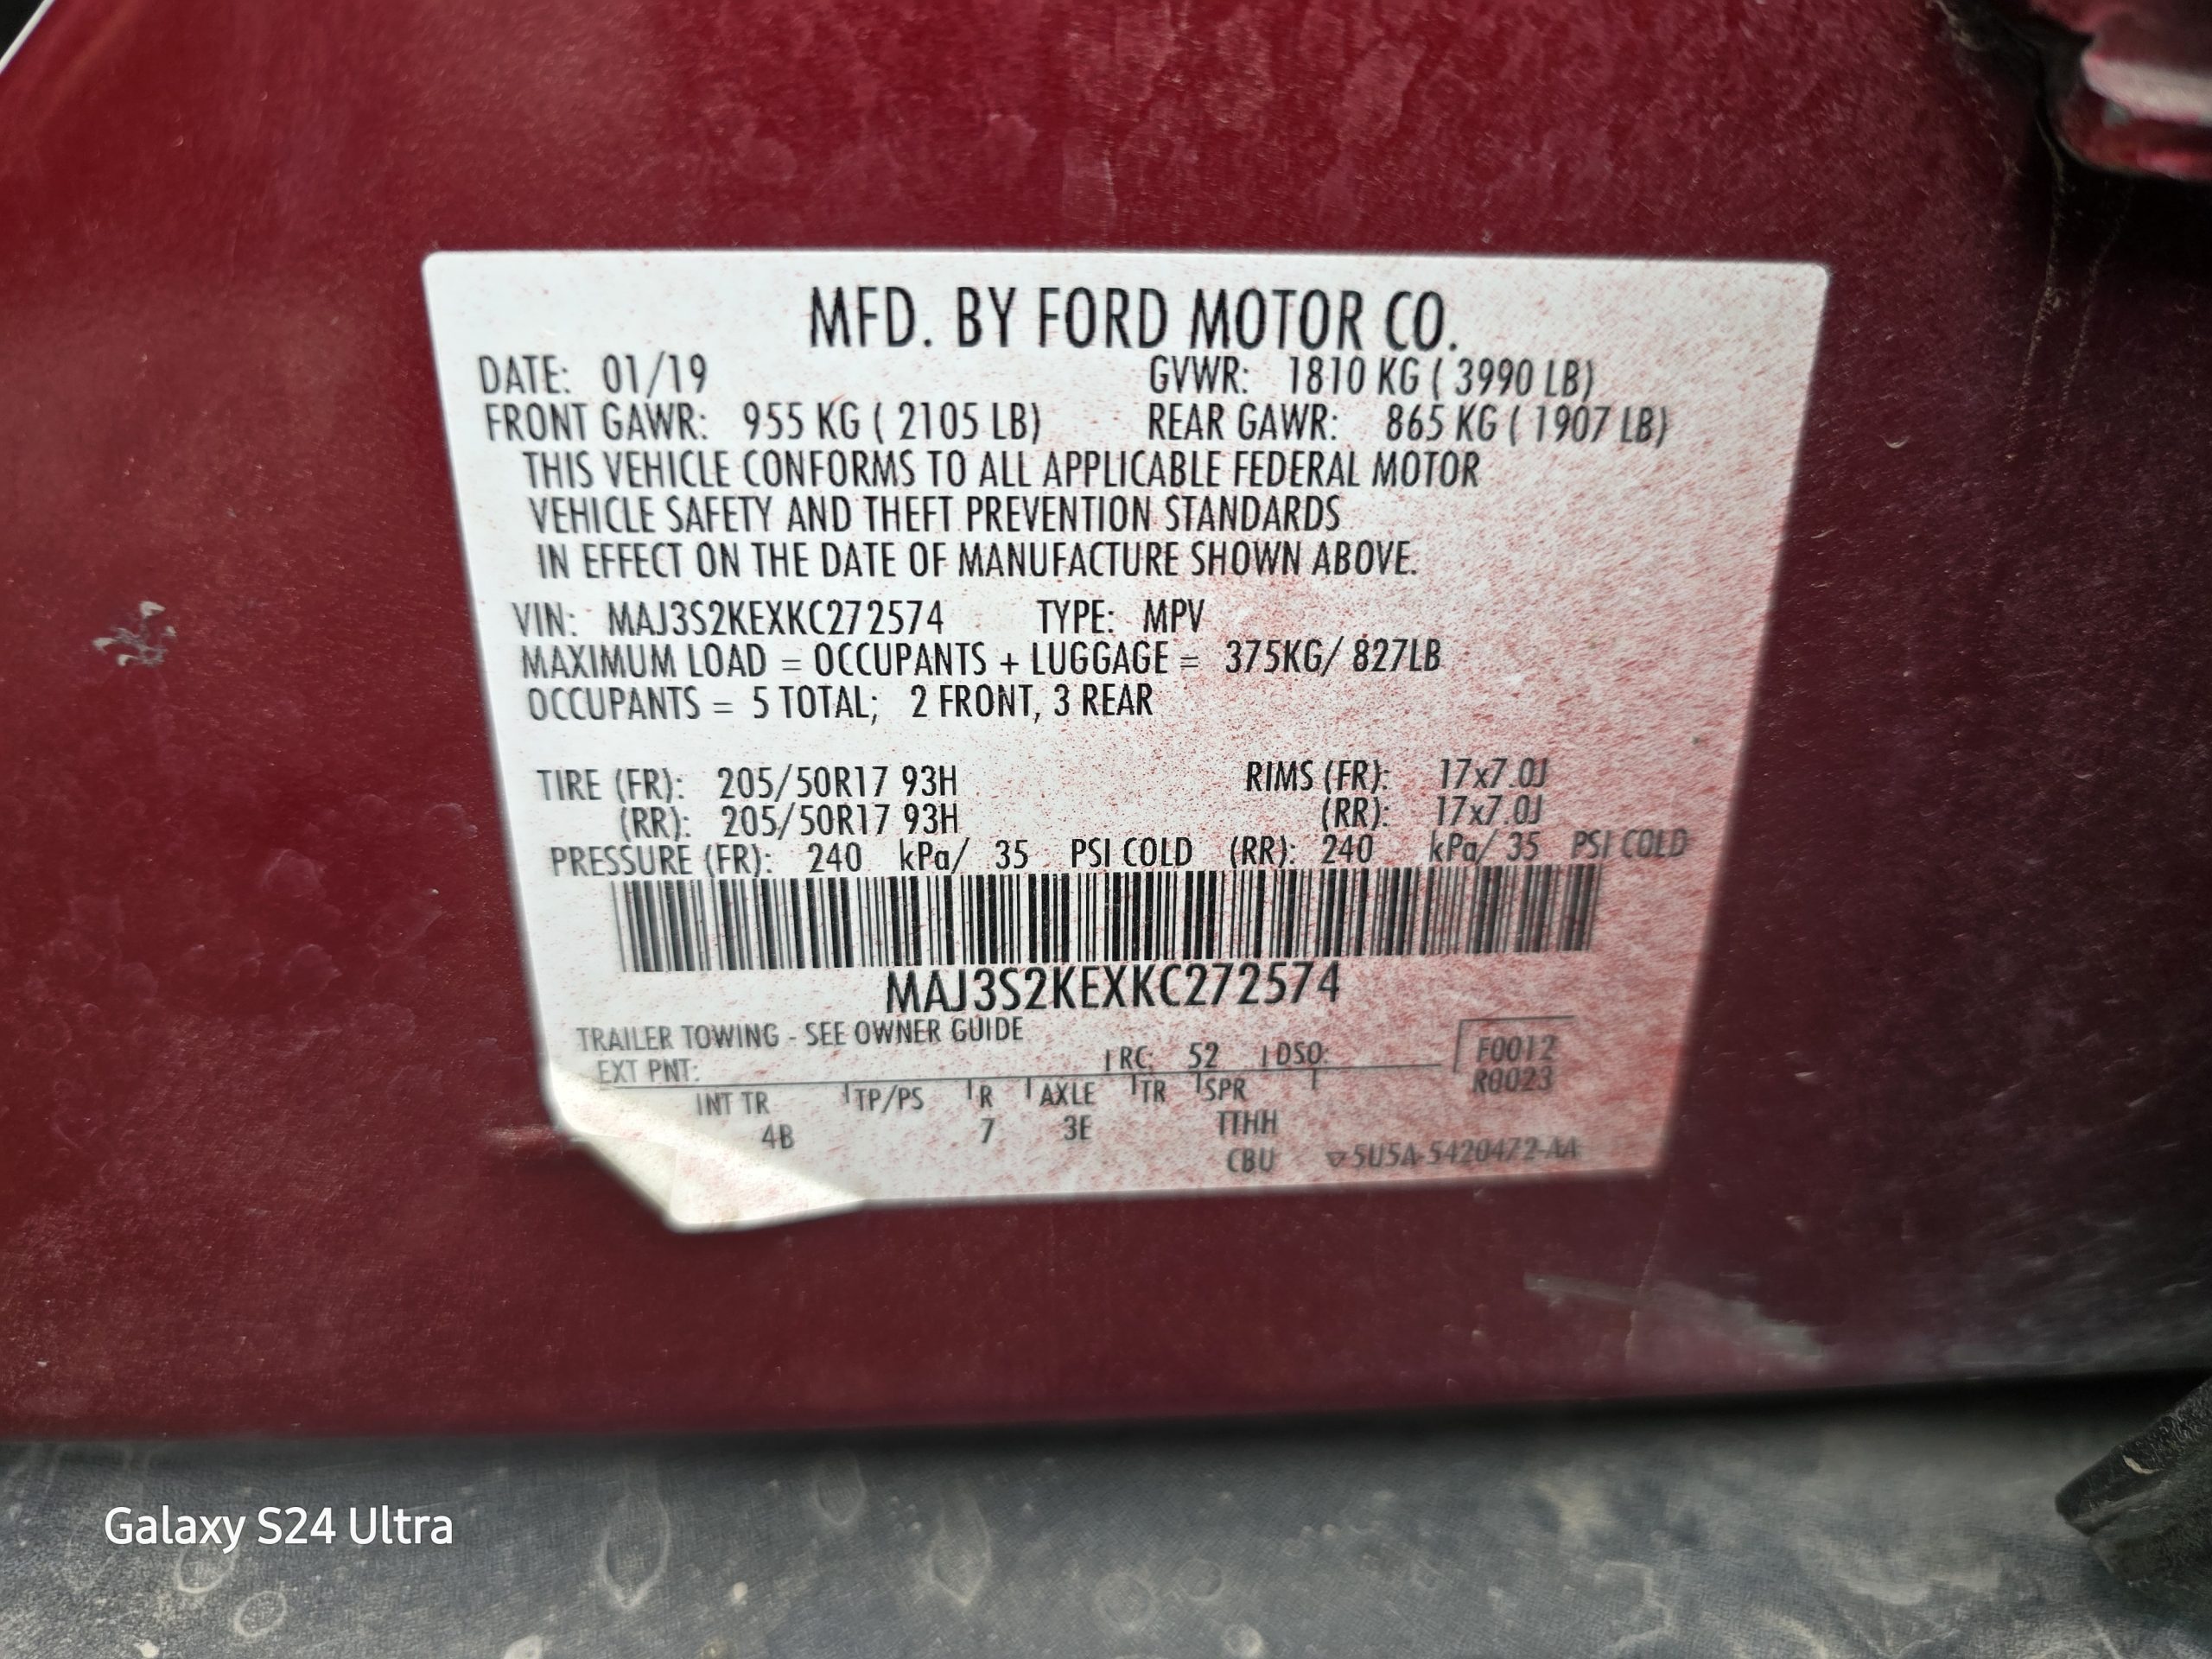 MFD. BY FORD MOTOR CO.
DATE: 01/19 GVWR: 1810 KG ( 3990 LB)
FRONT GAWR: 955 KG ( 2105 LB) REAR GAWR: 865 KG ( 1907 LB)
THIS VEHICLE CONFORMS TO ALL APPLICABLE FEDERAL MOTOR
VEHICLE SAFETY AND THEFT PREVENTION STANDARDS
IN EFFECT ON THE DATE OF MANUFACTURE SHOWN ABOVE.
VIN: MAJ3S2KEXKC272574 TYPE: MPV
MAXIMUM LOAD = OCCUPANTS + LUGGAGE = 375KG/ 827LB
OCCUPANTS = 5 TOTAL; 2 FRONT, 3 REAR
TIRE (FR): 205/50R17 93H RIMS (FR): 17x7.0J
(RR): 205/50R17 93H (RR): 17x7.0J
PRESSURE (FR): 240 kPa/ 35 PSI COLD (RR): 240 kPa/ 35 PSI COLD
MAJ3S2KEXKC272574
TRAILER TOWING - SEE OWNER GUIDE
EXT PNT: RC: 52 DSO: F0012
R0023
INT TR TP/PS R AXLE TR SPR
4B 7 3E TTHH
CBU ▽5U5A-5420472-AA
Galaxy S24 Ultra